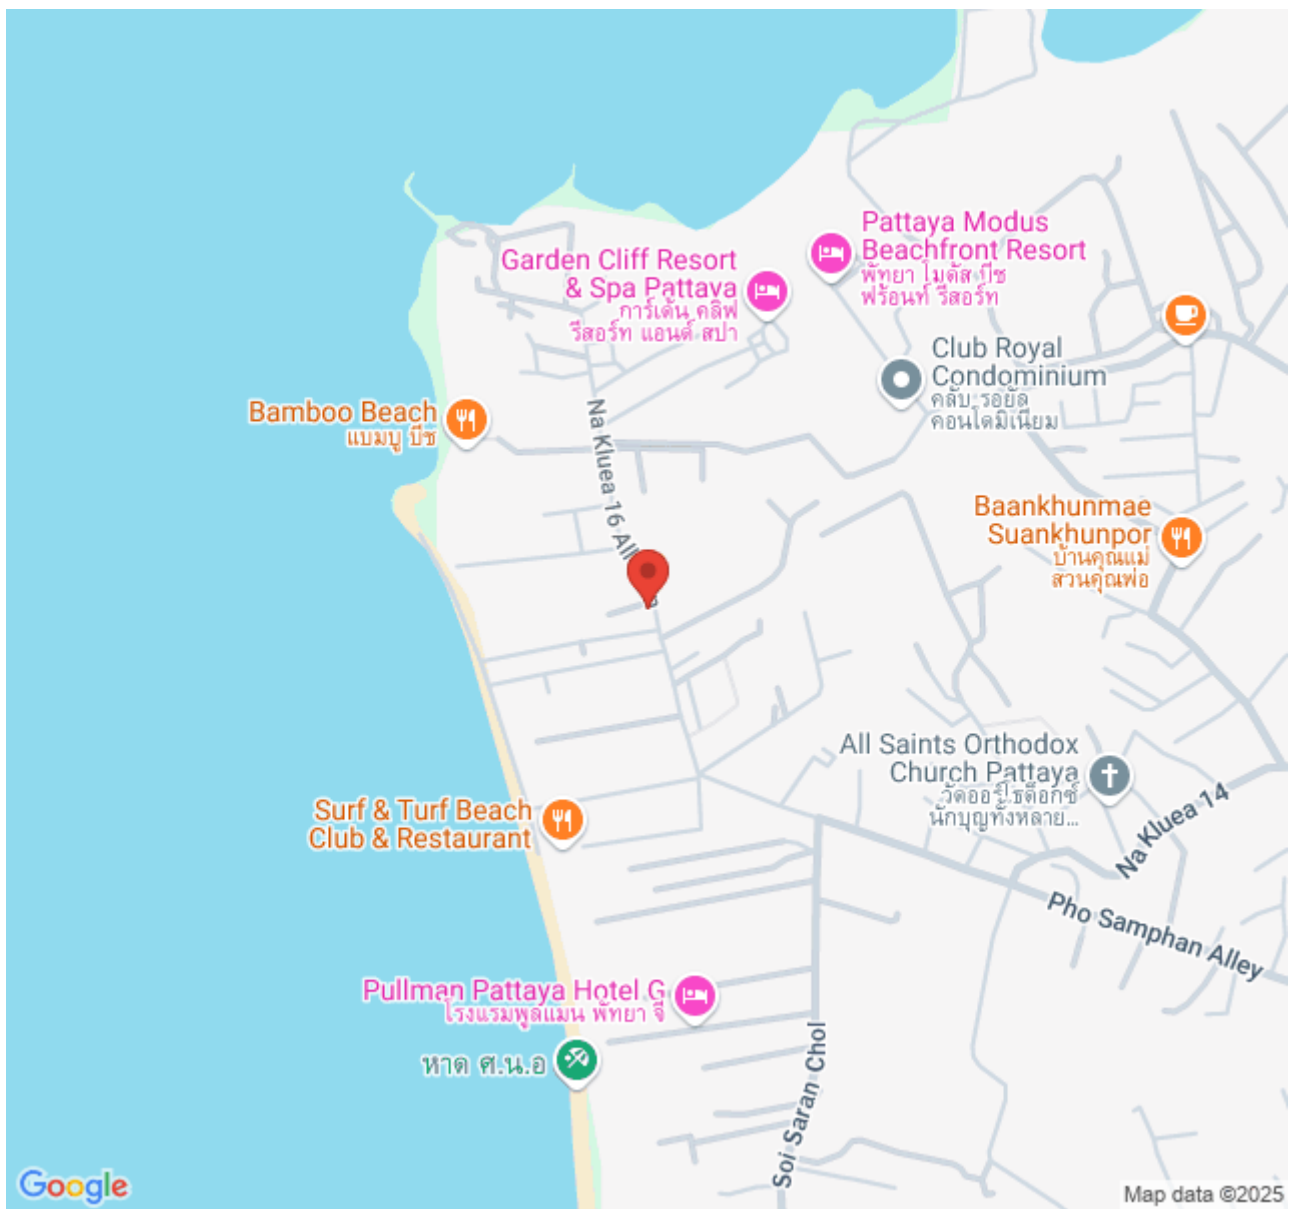 Pattaya Modus
Beachfront Resort
พัทยา โมดัส บีช
ฟร้อนท์ รีสอร์ท
Garden Cliff Resort
& Spa Pattaya
การ์เด้น คลิฟ
รีสอร์ท แอนด์ สปา
Club Royal
Condominium
คลับ รอยัล
คอนโดมิเนียม
Bamboo Beach
แบมบู บีช
Na Kluea 16 All
Baankhunmae
Suankhunpor
บ้านคุณแม่
สวนคุณพ่อ
All Saints Orthodox
Church Pattaya
วัดออร์โธด็อกซ์
นักบุญทั้งหลาย...
Surf & Turf Beach
Club & Restaurant
Na Kluea 14
Pho Samphan Alley
Pullman Pattaya Hotel G
โรงแรมพูลแมน พัทยา จี
หาด ศ.น.อ
Soi Saran Chol
Google
Map data ©2025